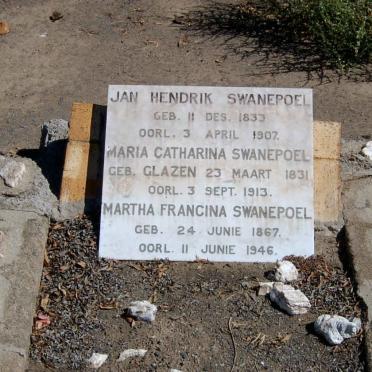 JAN HENDRIK SWANEPOEL
GEB. 11 DES. 1833
OORL. 3 APRIL 1907.
MARIA CATHARINA SWANEPOEL
GEB. GLAZEN 23 MAART 1831
OORL. 3 SEPT. 1913.
MARTHA FRANCINA SWANEPOEL
GEB. 24 JUNIE 1867.
OORL. 11 JUNIE 1946.